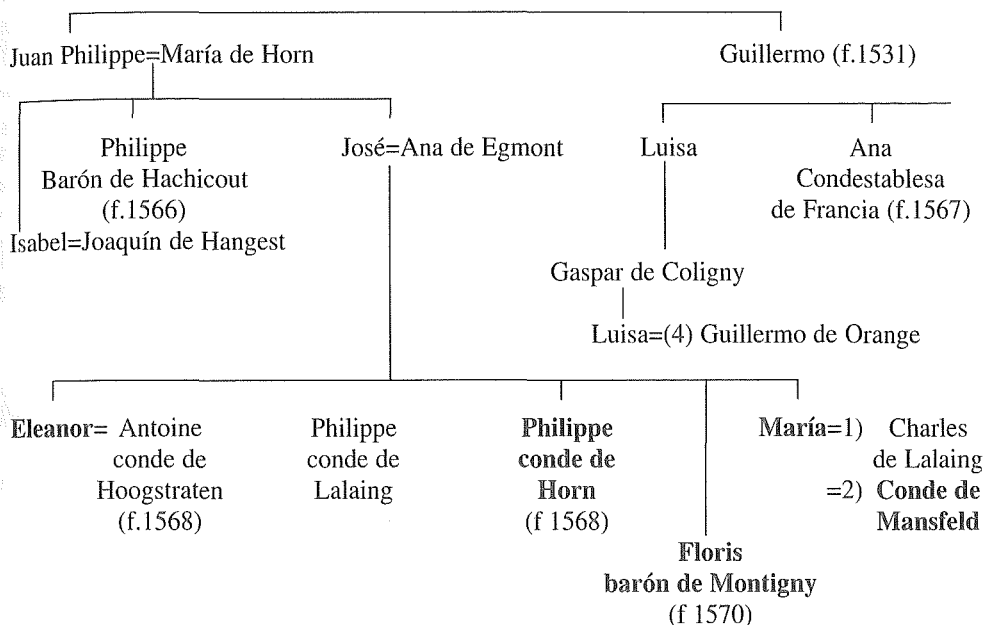 Juan Philippe=María de Horn Guillermo (f.1531)
Philippe José=Ana de Egmont Luisa Ana
Barón de Hachicout Condestablesa
(f.1566) de Francia (f.1567)
Isabel=Joaquín de Hangest
Gaspar de Coligny
Luisa=(4) Guillermo de Orange
Eleanor= Antoine Philippe Philippe María=1) Charles
conde de conde de conde de de Lalaing
Hoogstraten Lalaing Horn =2) Conde de
(f.1568) (f 1568) Mansfeld
Floris
barón de Montigny
(f 1570)